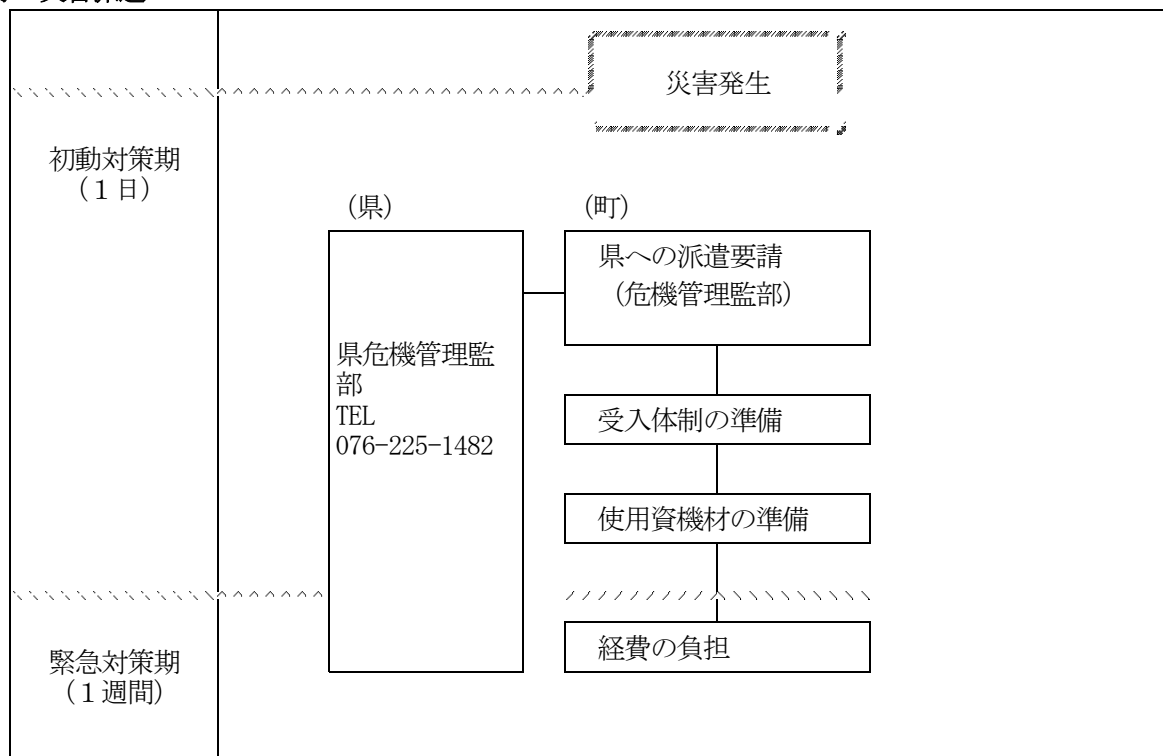 災害発生
初動対策期
（１日）
(県)
(町)
県への派遣要請
（危機管理監部）
県危機管理監
部
TEL
076-225-1482
受入体制の準備
使用資機材の準備
経費の負担
緊急対策期
（１週間）